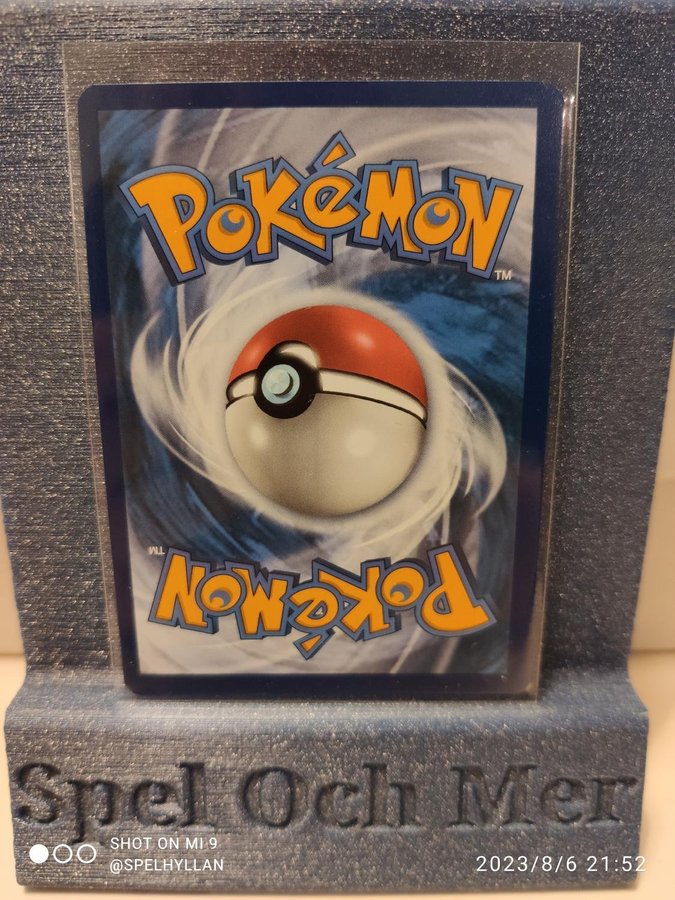 POKéMON
™
POKéMON
™
Spel Och Mer
SHOT ON MI 9
@SPELHYLLAN
2023/8/6 21:52